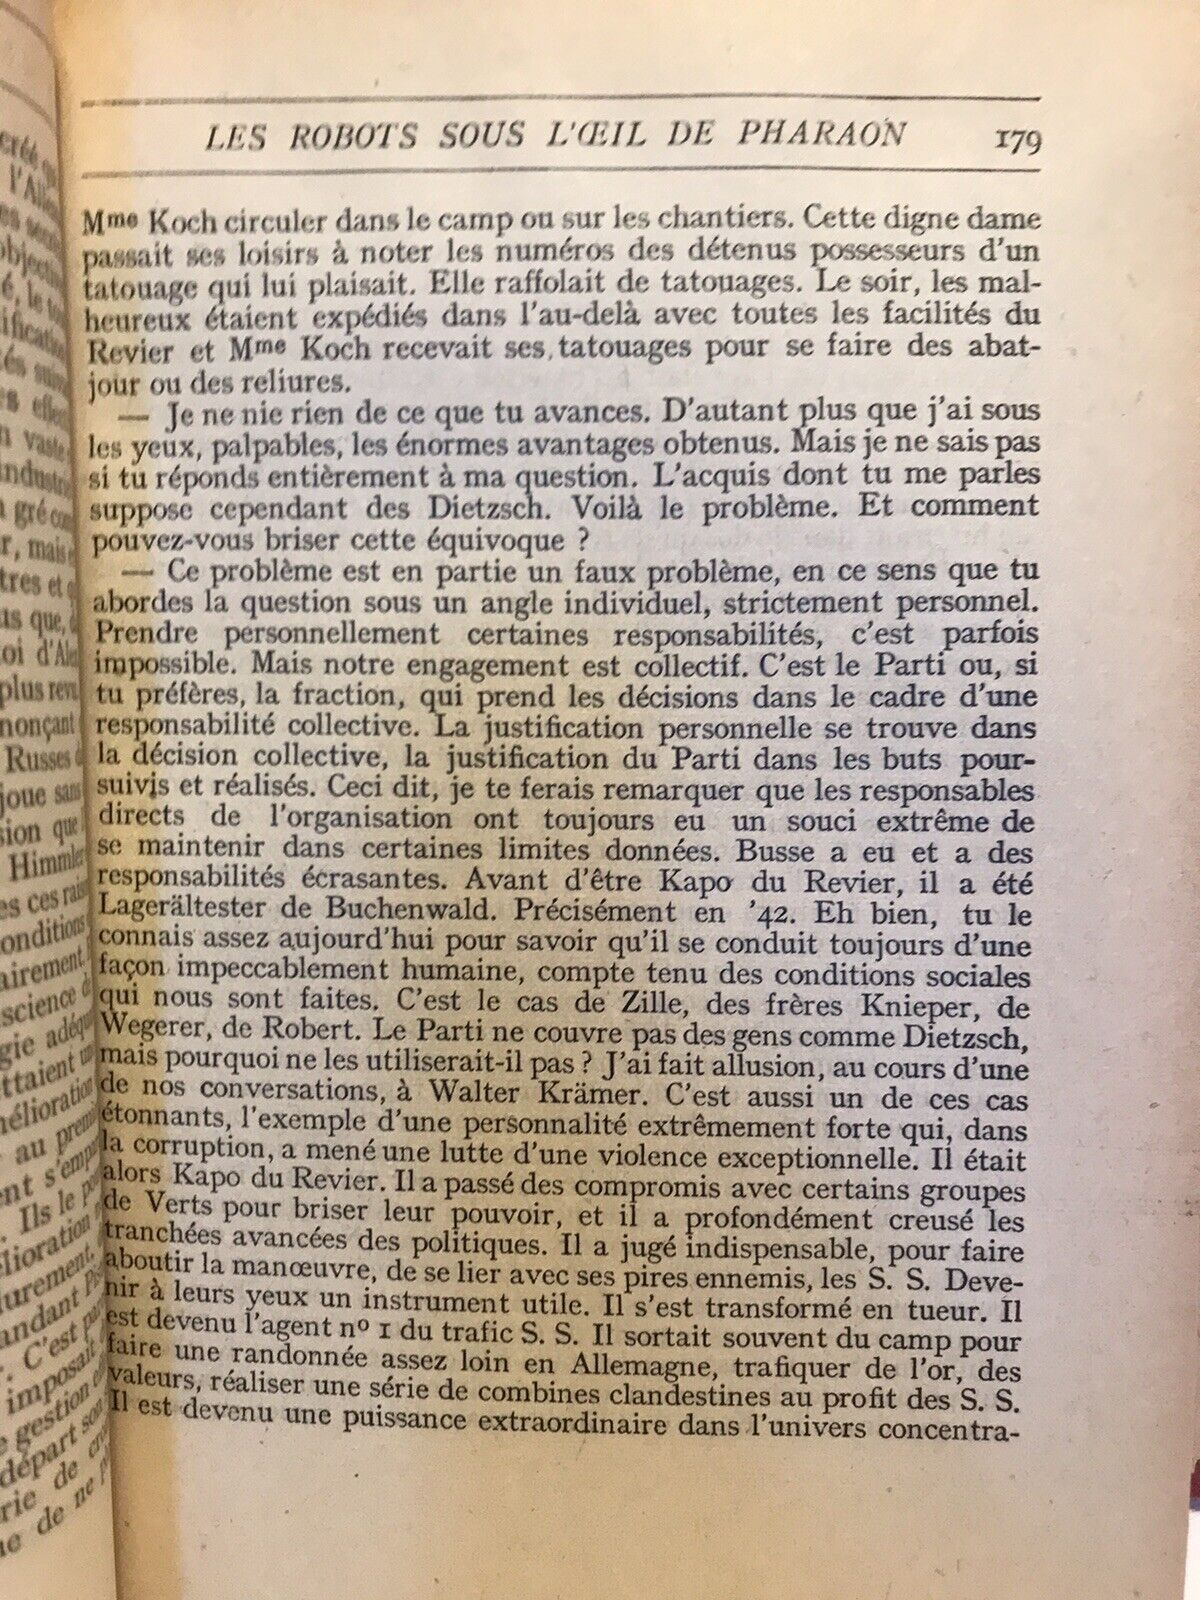 LES ROBOTS SOUS L'ŒIL DE PHARAON 179
Mme Koch circuler dans le camp ou sur les chantiers. Cette digne dame
passait ses loisirs à noter les numéros des détenus possesseurs d'un
tatouage qui lui plaisait. Elle raffolait de tatouages. Le soir, les mal-
heureux étaient expédiés dans l'au-delà avec toutes les facilités du
Revier et Mme Koch recevait ses tatouages pour se faire des abat-
jour ou des reliures.
— Je ne nie rien de ce que tu avances. D'autant plus que j'ai sous
les yeux, palpables, les énormes avantages obtenus. Mais je ne sais pas
si tu réponds entièrement à ma question. L'acquis dont tu me parles
suppose cependant des Dietzsch. Voilà le problème. Et comment
pouvez-vous briser cette équivoque ?
— Ce problème est en partie un faux problème, en ce sens que tu
abordes la question sous un angle individuel, strictement personnel.
Prendre personnellement certaines responsabilités, c'est parfois
impossible. Mais notre engagement est collectif. C'est le Parti ou, si
tu préfères, la fraction, qui prend les décisions dans le cadre d'une
responsabilité collective. La justification personnelle se trouve dans
la décision collective, la justification du Parti dans les buts pour-
suivis et réalisés. Ceci dit, je te ferais remarquer que les responsables
directs de l'organisation ont toujours eu un souci extrême de
se maintenir dans certaines limites données. Busse a eu et a des
responsabilités écrasantes. Avant d'être Kapo du Revier, il a été
Lagerältester de Buchenwald. Précisément en '42. Eh bien, tu le
connais assez aujourd'hui pour savoir qu'il se conduit toujours d'une
façon impeccablement humaine, compte tenu des conditions sociales
qui nous sont faites. C'est le cas de Zille, des frères Knieper, de
Wegerer, de Robert. Le Parti ne couvre pas des gens comme Dietzsch,
mais pourquoi ne les utiliserait-il pas ? J'ai fait allusion, au cours d'une
de nos conversations, à Walter Krämer. C'est aussi un de ces cas
étonnants, l'exemple d'une personnalité extrêmement forte qui, dans
la corruption, a mené une lutte d'une violence exceptionnelle. Il était
alors Kapo du Revier. Il a passé des compromis avec certains groupes
de Verts pour briser leur pouvoir, et il a profondément creusé les
tranchées avancées des politiques. Il a jugé indispensable, pour faire
aboutir la manœuvre, de se lier avec ses pires ennemis, les S. S. Deve-
nir à leurs yeux un instrument utile. Il s'est transformé en tueur. Il
est devenu l'agent nº 1 du trafic S. S. Il sortait souvent du camp pour
faire une randonnée assez loin en Allemagne, trafiquer de l'or, des
valeurs, réaliser une série de combines clandestines au profit des S. S.
Il est devenu une puissance extraordinaire dans l'univers concentra-